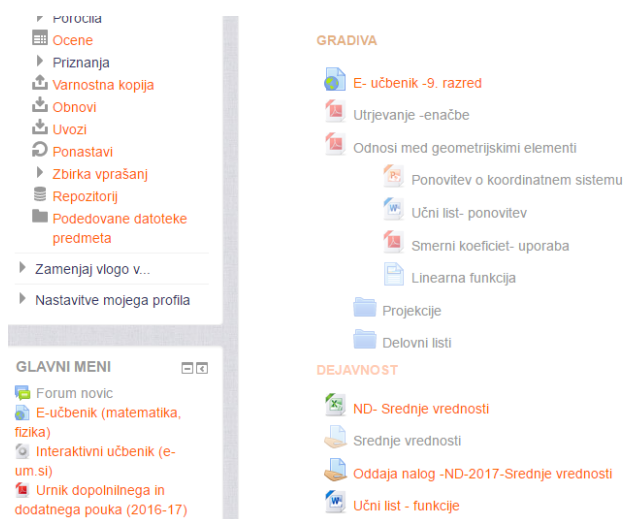 Poročila
Ocene
Priznanja
Varnostna kopija
Obnovi
Uvozi
Ponastavi
Zbirka vprašanj
Repozitorij
Podedovane datoteke
predmeta
Zamenjaj vlogo v...
Nastavitve mojega profila
GLAVNI MENI
Forum novic
E-učbenik (matematika,
fizika)
Interaktivni učbenik (e-
um.si)
Urnik dopolnilnega in
dodatnega pouka (2016-17)
GRADIVA
E- učbenik -9. razred
Utrjevanje -enačbe
Odnosi med geometrijskimi elementi
Ponovitev o koordinatnem sistemu
Učni list- ponovitev
Smerni koeficiet- uporaba
Linearna funkcija
Projekcije
Delovni listi
DEJAVNOST
ND- Srednje vrednosti
Srednje vrednosti
Oddaja nalog -ND-2017-Srednje vrednosti
Učni list - funkcije